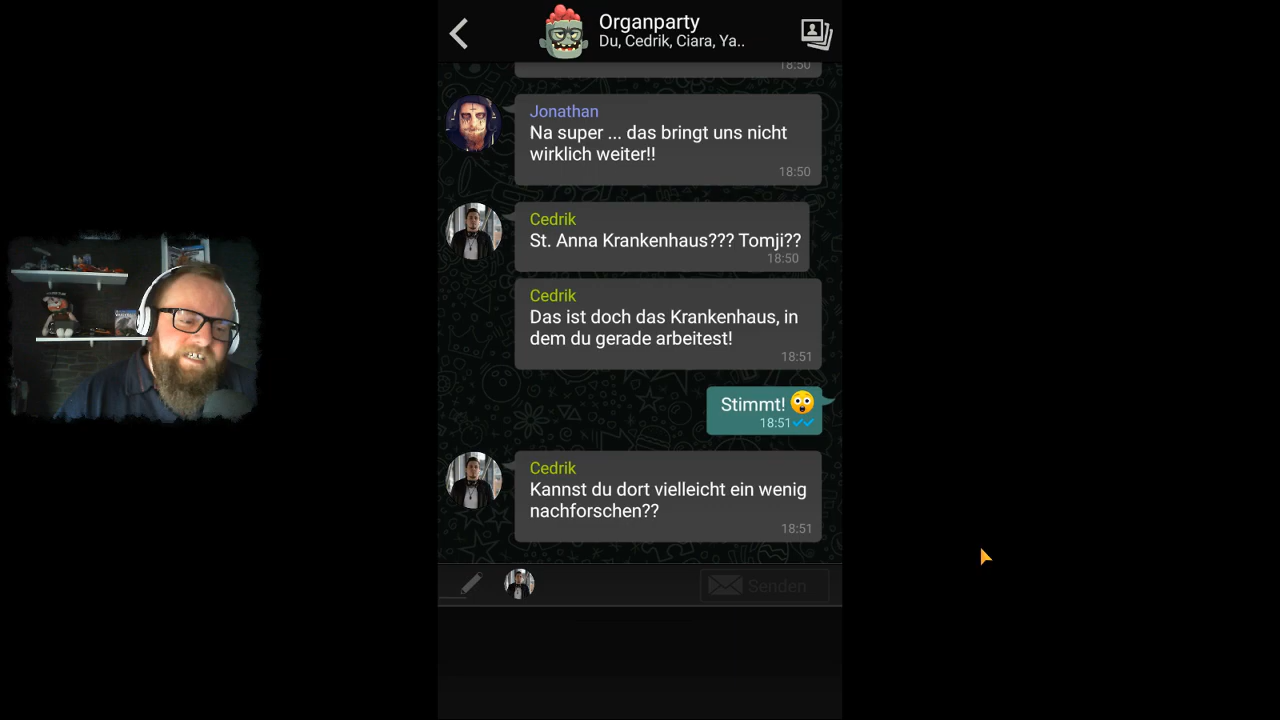 Organparty
Du, Cedrik, Ciara, Ya..
18:50
Jonathan
Na super ... das bringt uns nicht
wirklich weiter!!
18:50
Cedrik
St. Anna Krankenhaus??? Tomji??
18:50
Cedrik
Das ist doch das Krankenhaus, in
dem du gerade arbeitest!
18:51
Stimmt! 😲
18:51
Cedrik
Kannst du dort vielleicht ein wenig
nachforschen??
18:51
Senden